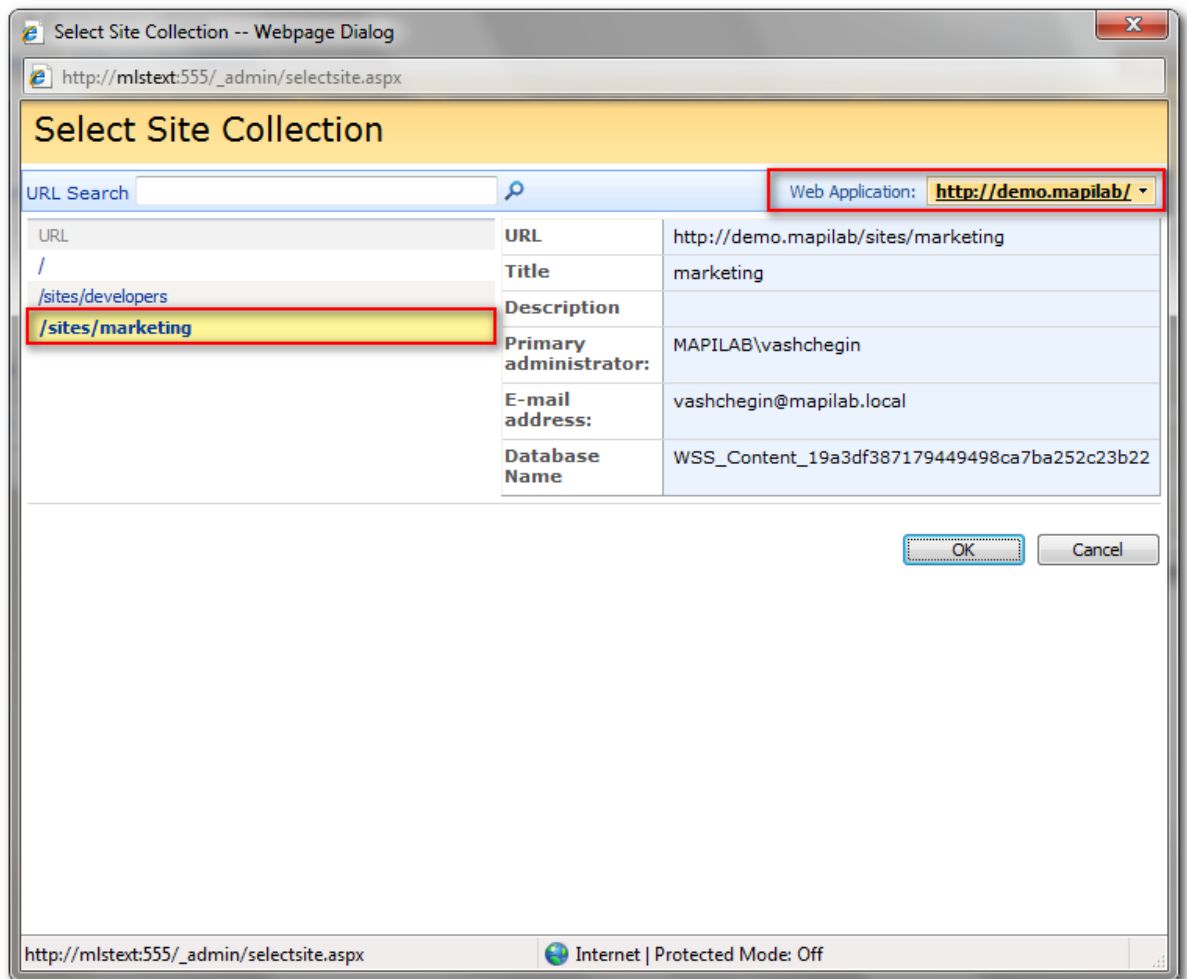 Select Site Collection -- Webpage Dialog
X
http://mlstext:555/_admin/selectsite.aspx
Select Site Collection
URL Search
Web Application: http://demo.mapilab/
URL
/
/sites/developers
/sites/marketing
URL http://demo.mapilab/sites/marketing
Title marketing
Description
Primary
administrator: MAPILAB\vashchegin
E-mail
address: vashchegin@mapilab.local
Database
Name WSS_Content_19a3df387179449498ca7ba252c23b22
OK Cancel
http://mlstext:555/_admin/selectsite.aspx Internet | Protected Mode: Off